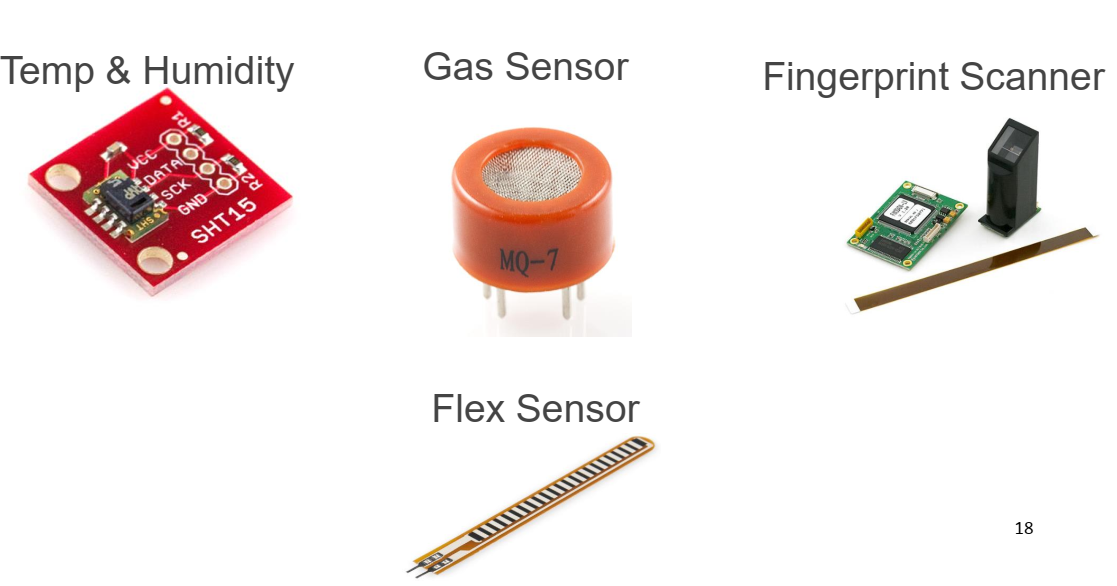 Temp & Humidity
Gas Sensor
Fingerprint Scanner
R1
VCC
DATA
SCK
GND
R2
SHT15
MQ-7
Flex Sensor
18